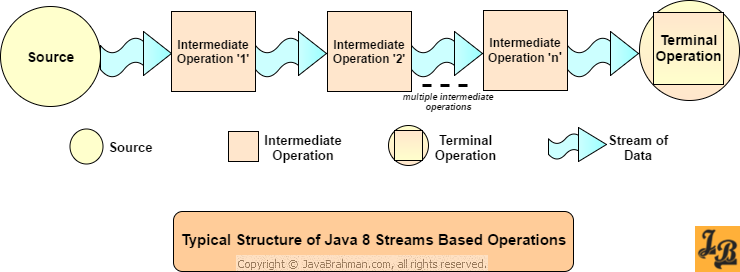 Source
Intermediate
Operation '1'
Intermediate
Operation '2'
Intermediate
Operation 'n'
Terminal
Operation
multiple intermediate
operations
Source
Intermediate
Operation
Terminal
Operation
Stream of
Data
Typical Structure of Java 8 Streams Based Operations
Copyright © JavaBrahman.com, all rights reserved.
JB